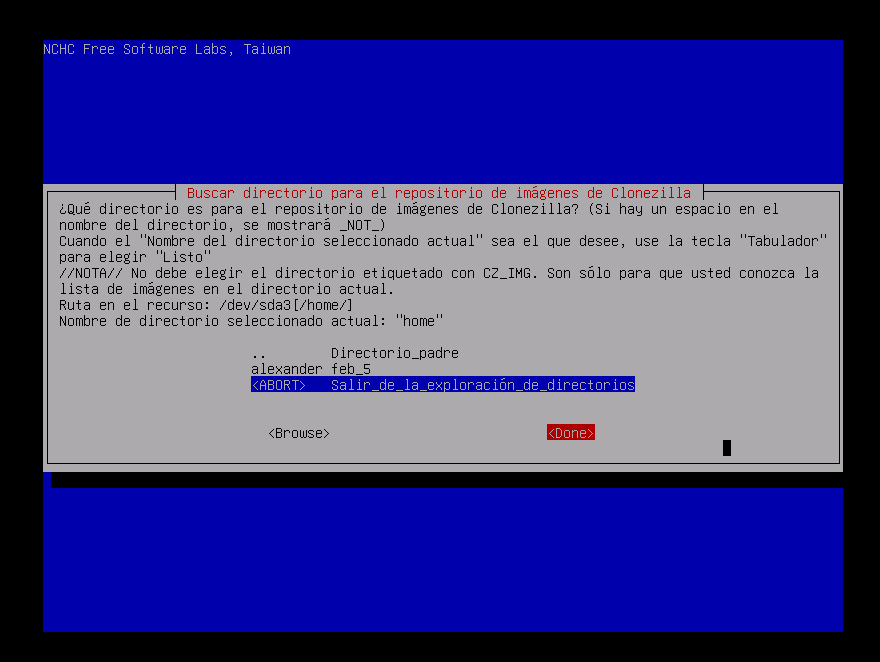 NCHC Free Software Labs, Taiwan
Buscar directorio para el repositorio de imágenes de Clonezilla
¿Qué directorio es para el repositorio de imágenes de Clonezilla? (Si hay un espacio en el
nombre del directorio, se mostrará _NOT_)
Cuando el "Nombre del directorio seleccionado actual" sea el que desee, use la tecla "Tabulador"
para elegir "Listo"
//NOTA// No debe elegir el directorio etiquetado con CZ_IMG. Son sólo para que usted conozca la
lista de imágenes en el directorio actual.
Ruta en el recurso: /dev/sda3[/home/]
Nombre de directorio seleccionado actual: "home"
.. Directorio_padre
alexander feb_5
<ABORT> Salir_de_la_exploración_de_directorios
<Browse> <Done>